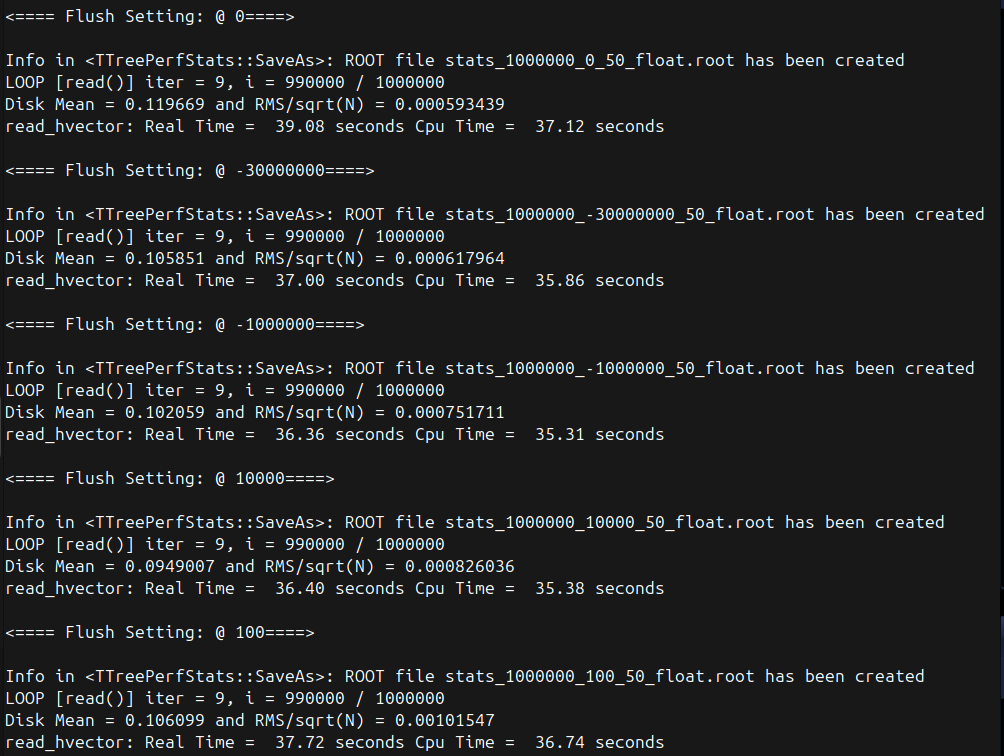 <==== Flush Setting: @ 0====>
Info in <TTreePerfStats::SaveAs>: ROOT file stats_1000000_0_50_float.root has been created
LOOP [read()] iter = 9, i = 990000 / 1000000
Disk Mean = 0.119669 and RMS/sqrt(N) = 0.000593439
read_hvector: Real Time =  39.08 seconds Cpu Time =  37.12 seconds
<==== Flush Setting: @ -30000000====>
Info in <TTreePerfStats::SaveAs>: ROOT file stats_1000000_-30000000_50_float.root has been created
LOOP [read()] iter = 9, i = 990000 / 1000000
Disk Mean = 0.105851 and RMS/sqrt(N) = 0.000617964
read_hvector: Real Time =  37.00 seconds Cpu Time =  35.86 seconds
<==== Flush Setting: @ -1000000====>
Info in <TTreePerfStats::SaveAs>: ROOT file stats_1000000_-1000000_50_float.root has been created
LOOP [read()] iter = 9, i = 990000 / 1000000
Disk Mean = 0.102059 and RMS/sqrt(N) = 0.000751711
read_hvector: Real Time =  36.36 seconds Cpu Time =  35.31 seconds
<==== Flush Setting: @ 10000====>
Info in <TTreePerfStats::SaveAs>: ROOT file stats_1000000_10000_50_float.root has been created
LOOP [read()] iter = 9, i = 990000 / 1000000
Disk Mean = 0.0949007 and RMS/sqrt(N) = 0.000826036
read_hvector: Real Time =  36.40 seconds Cpu Time =  35.38 seconds
<==== Flush Setting: @ 100====>
Info in <TTreePerfStats::SaveAs>: ROOT file stats_1000000_100_50_float.root has been created
LOOP [read()] iter = 9, i = 990000 / 1000000
Disk Mean = 0.106099 and RMS/sqrt(N) = 0.00101547
read_hvector: Real Time =  37.72 seconds Cpu Time =  36.74 seconds